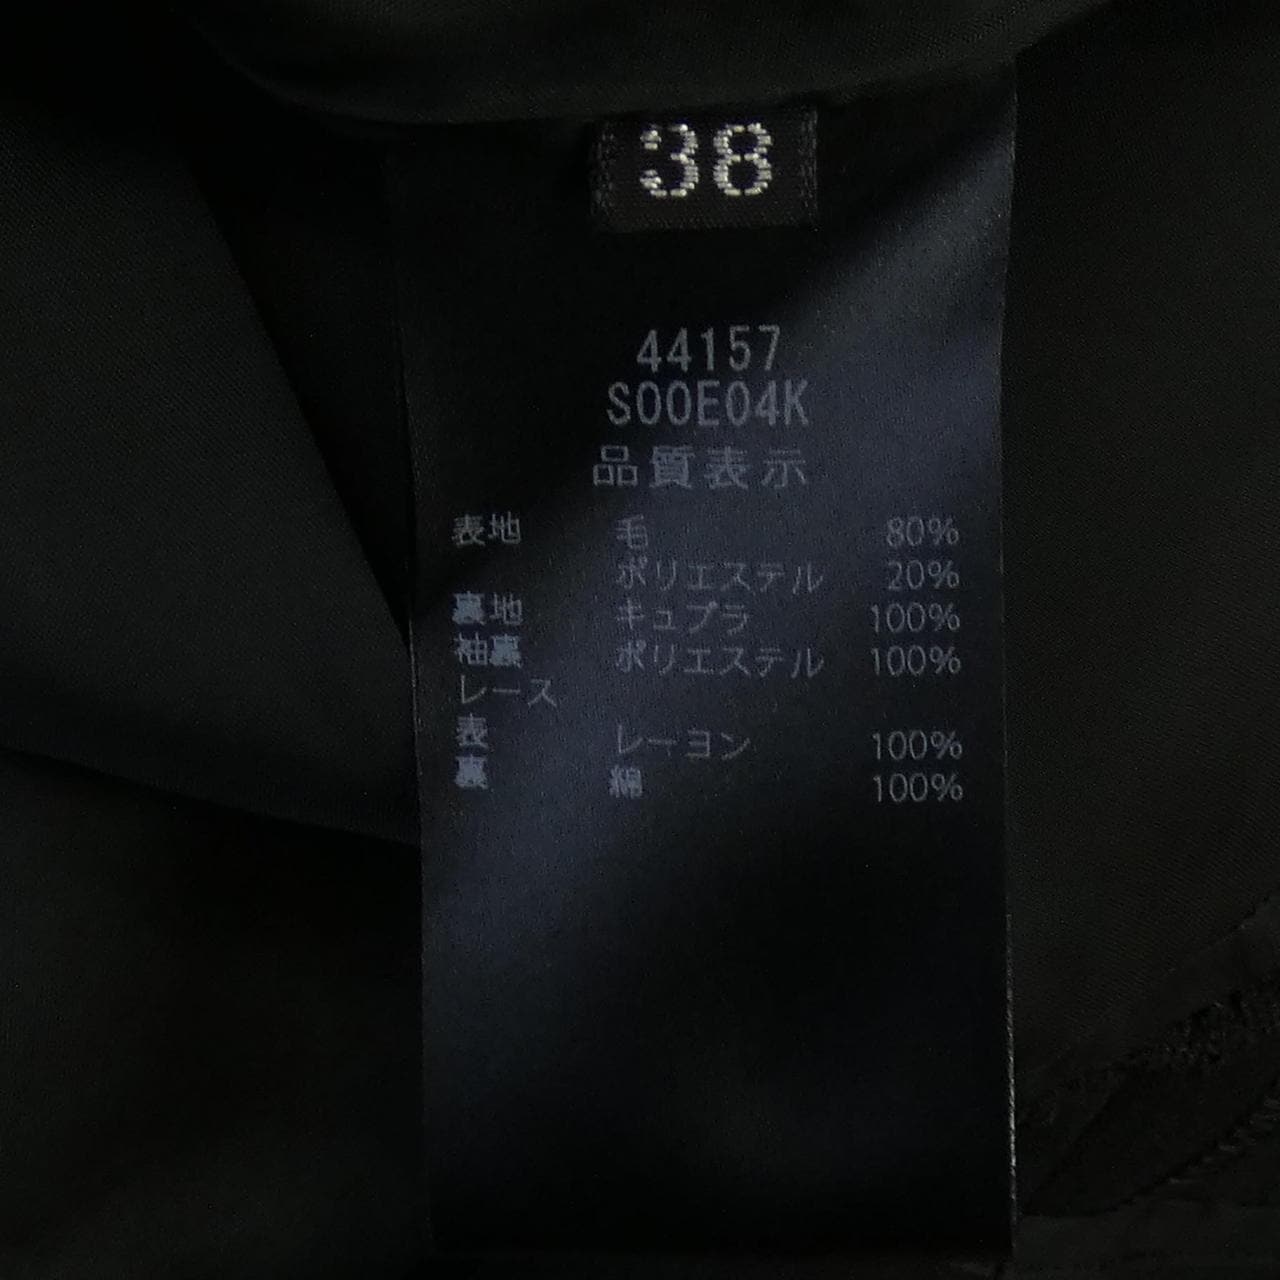 38
44157
S00E04K
品質表示
表地 毛 80%
ポリエステル 20%
裏地 キュプラ 100%
袖裏 ポリエステル 100%
レース
表 レーヨン 100%
裏 綿 100%